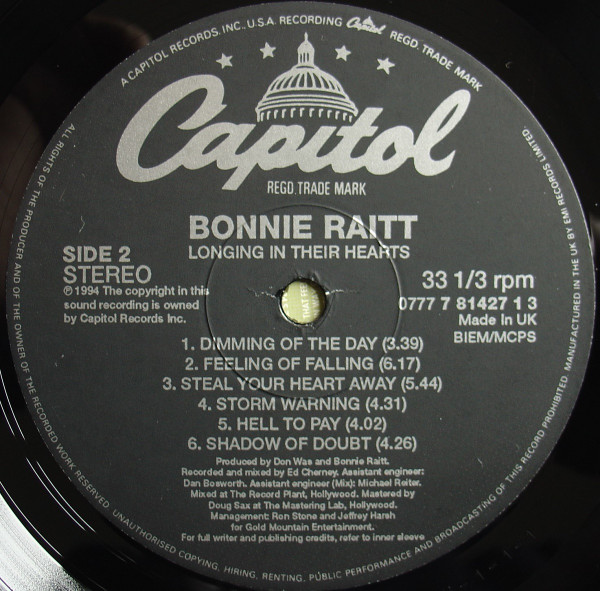 A CAPITOL RECORDS, INC., U.S.A. RECORDING Capitol REGD. TRADE MARK
Capitol
REGD. TRADE MARK
BONNIE RAITT
LONGING IN THEIR HEARTS
SIDE 2
STEREO
℗ 1994 The copyright in this
sound recording is owned
by Capitol Records Inc.
33 1/3 rpm
0777 7 81427 1 3
Made In UK
BIEM/MCPS
1. DIMMING OF THE DAY (3.39)
2. FEELING OF FALLING (6.17)
3. STEAL YOUR HEART AWAY (5.44)
4. STORM WARNING (4.31)
5. HELL TO PAY (4.02)
6. SHADOW OF DOUBT (4.26)
Produced by Don Was and Bonnie Raitt.
Recorded and mixed by Ed Cherney. Assistant engineer:
Dan Bosworth. Assistant engineer (Mix): Michael Reiter.
Mixed at The Record Plant, Hollywood. Mastered by
Doug Sax at The Mastering Lab, Hollywood.
Management: Ron Stone and Jeffrey Hersh
for Gold Mountain Entertainment.
For full writer and publishing credits, refer to inner sleeve
ALL RIGHTS OF THE PRODUCER AND OF THE OWNER OF THE RECORDED WORK RESERVED. UNAUTHORISED COPYING, HIRING, RENTING, PUBLIC PERFORMANCE AND BROADCASTING OF THIS RECORD PROHIBITED. MANUFACTURED IN THE UK BY EMI RECORDS LIMITED